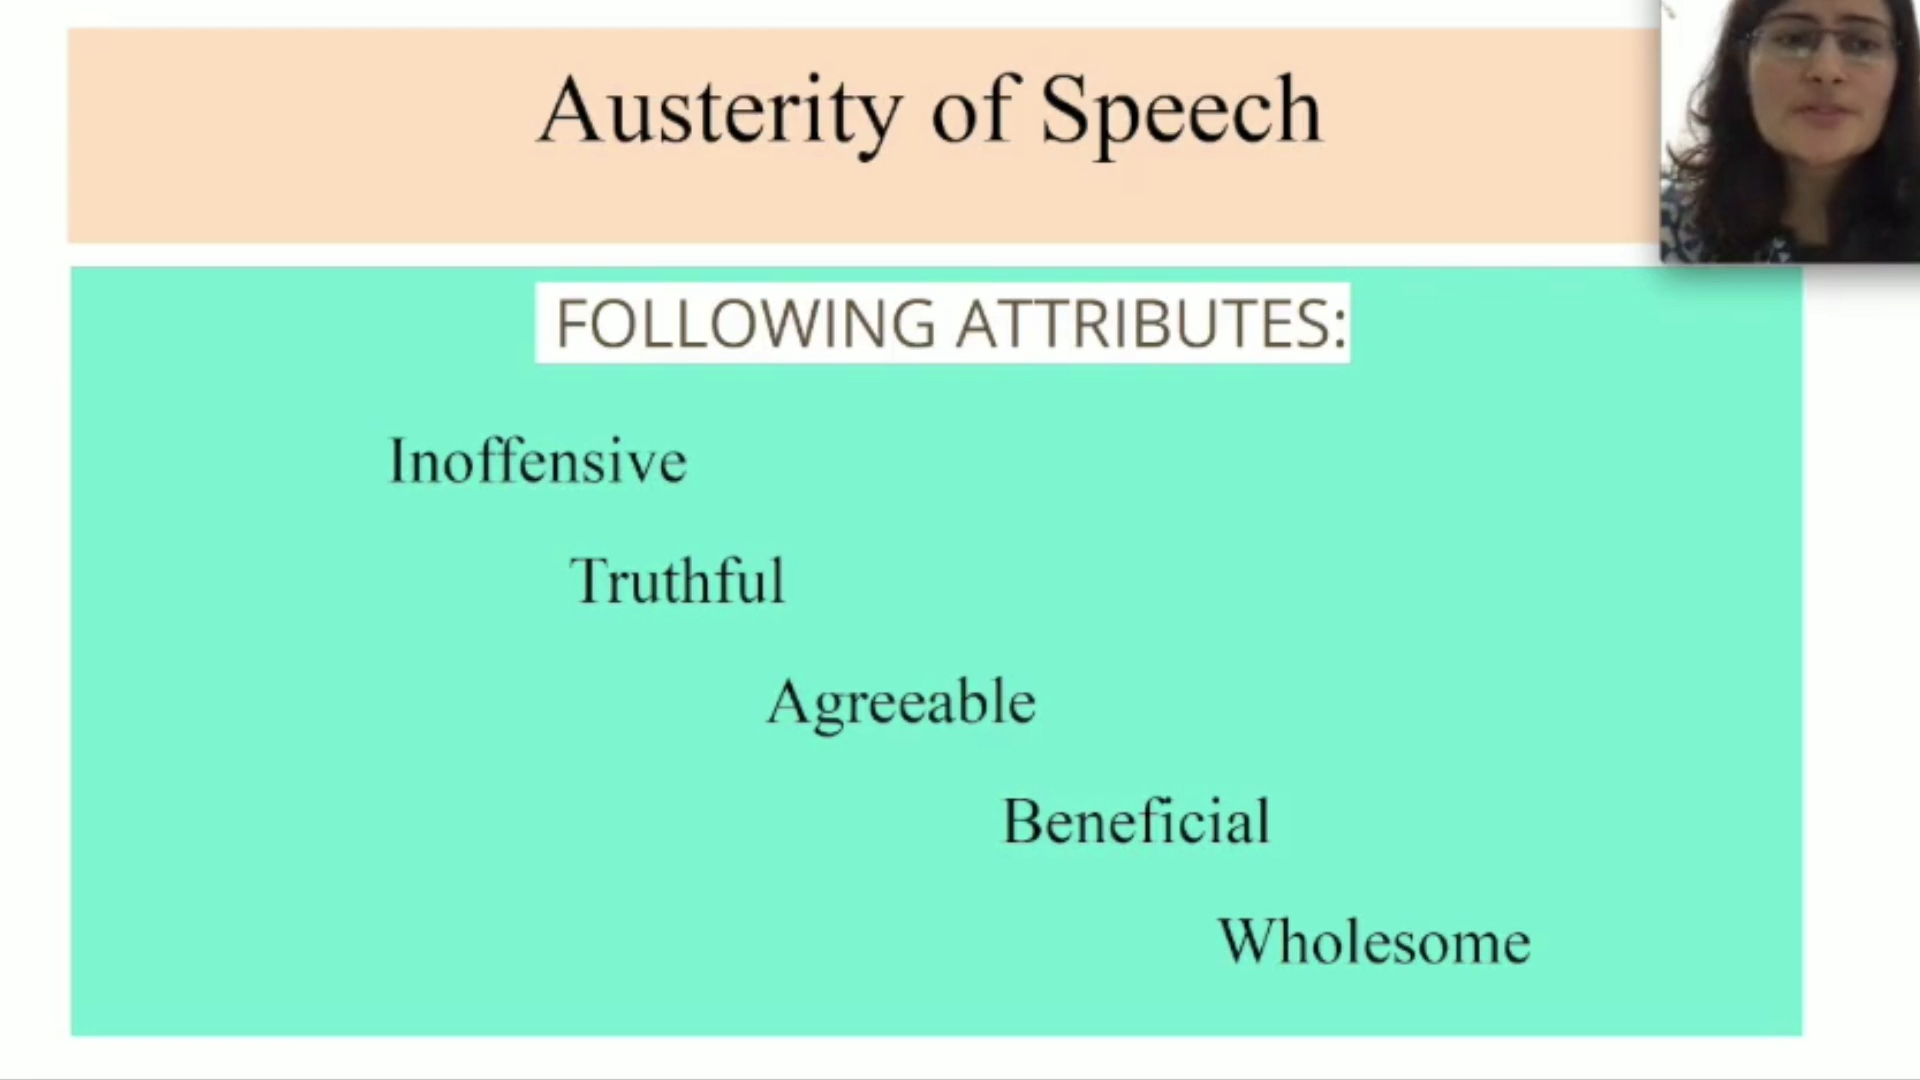 Austerity of Speech
FOLLOWING ATTRIBUTES:
Inoffensive
Truthful
Agreeable
Beneficial
Wholesome